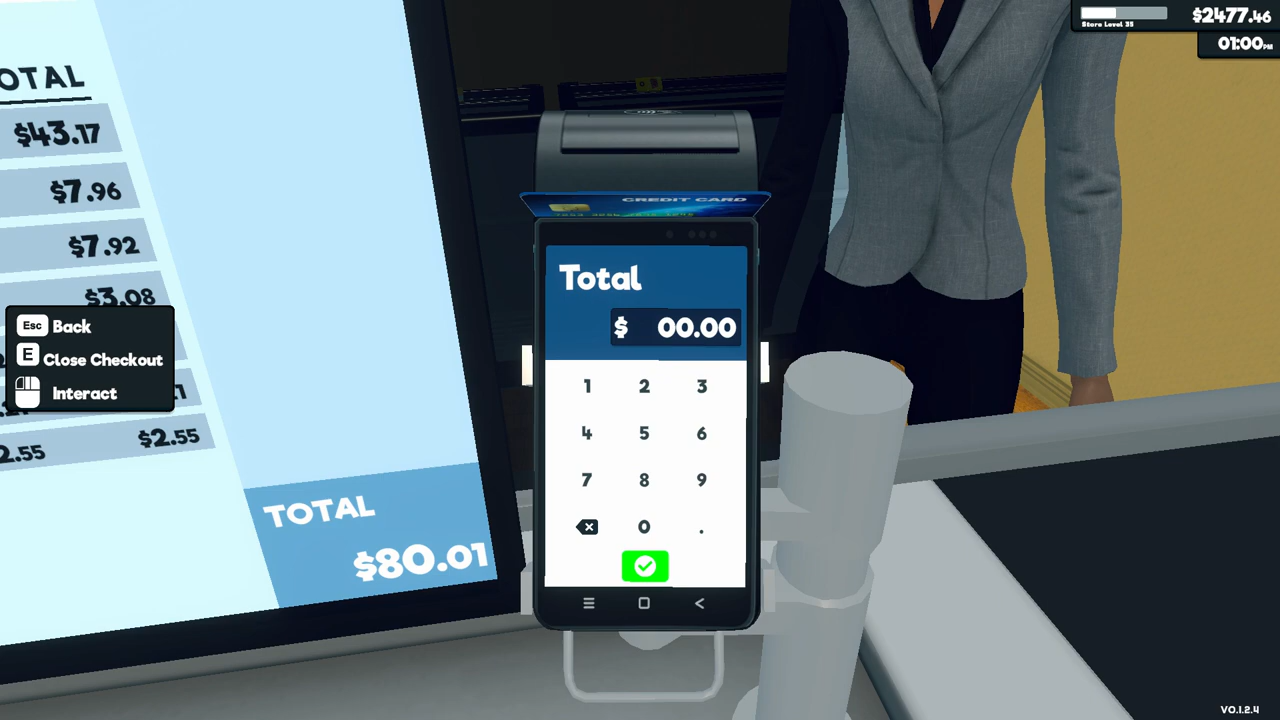 OTAL
$43.17
$7.96
$7.92
$3.08
Esc Back
E Close Checkout
Interact
2.55 $2.55
TOTAL
$80.01
CREDIT CARD
Total
$ 00.00
1 2 3
4 5 6
7 8 9
0 .
$2477.46
Store Level 35
01:00PM
V0.1.2.4